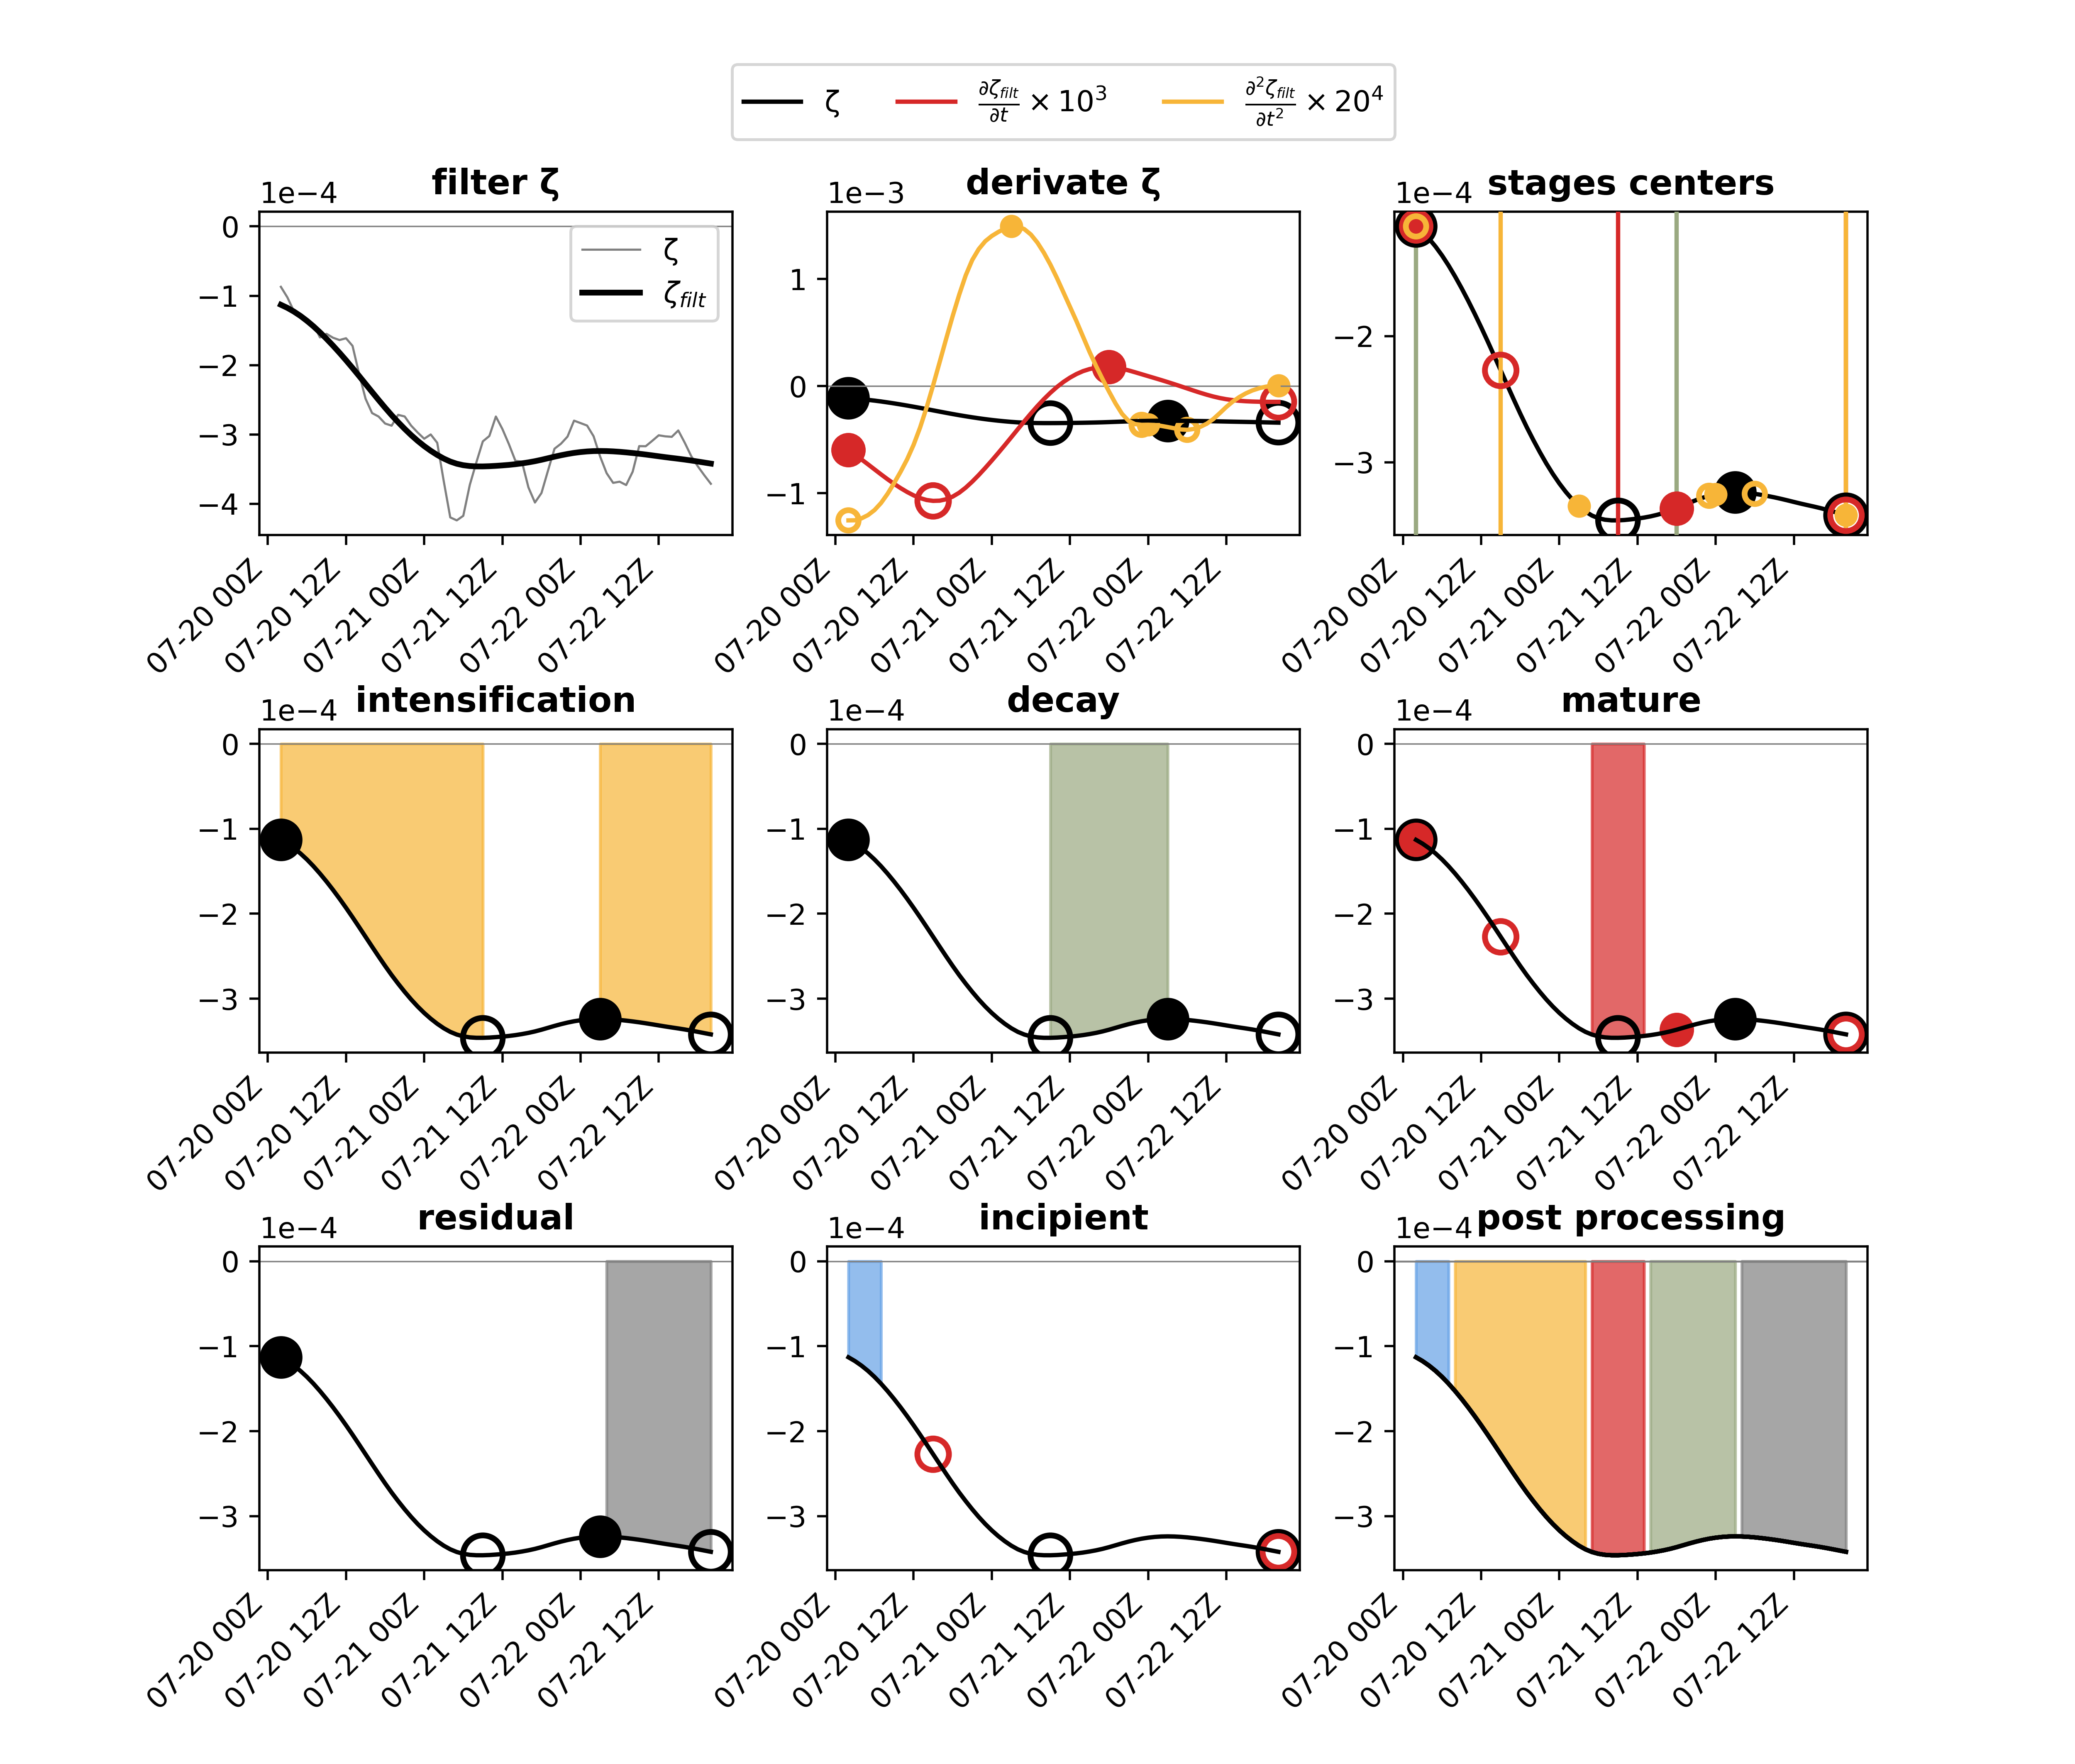 ζ ∂ζfilt/∂t × 10³ ∂²ζfilt/∂t² × 20⁴
filter ζ
1e−4
ζ
ζfilt
0
−1
−2
−3
−4
07-20 00Z
07-20 12Z
07-21 00Z
07-21 12Z
07-22 00Z
07-22 12Z
derivate ζ
1e−3
1
0
−1
07-20 00Z
07-20 12Z
07-21 00Z
07-21 12Z
07-22 00Z
07-22 12Z
stages centers
1e−4
−2
−3
07-20 00Z
07-20 12Z
07-21 00Z
07-21 12Z
07-22 00Z
07-22 12Z
intensification
1e−4
0
−1
−2
−3
07-20 00Z
07-20 12Z
07-21 00Z
07-21 12Z
07-22 00Z
07-22 12Z
decay
1e−4
0
−1
−2
−3
07-20 00Z
07-20 12Z
07-21 00Z
07-21 12Z
07-22 00Z
07-22 12Z
mature
1e−4
0
−1
−2
−3
07-20 00Z
07-20 12Z
07-21 00Z
07-21 12Z
07-22 00Z
07-22 12Z
residual
1e−4
0
−1
−2
−3
07-20 00Z
07-20 12Z
07-21 00Z
07-21 12Z
07-22 00Z
07-22 12Z
incipient
1e−4
0
−1
−2
−3
07-20 00Z
07-20 12Z
07-21 00Z
07-21 12Z
07-22 00Z
07-22 12Z
post processing
1e−4
0
−1
−2
−3
07-20 00Z
07-20 12Z
07-21 00Z
07-21 12Z
07-22 00Z
07-22 12Z